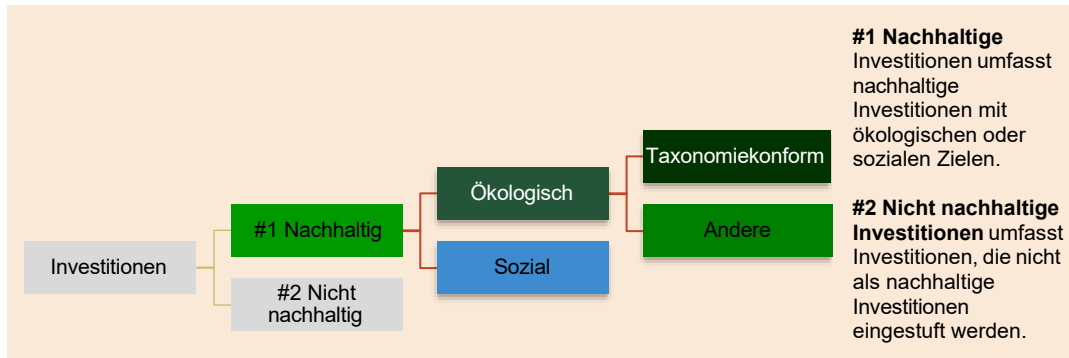 Investitionen
#1 Nachhaltig
#2 Nicht
nachhaltig
Ökologisch
Sozial
Taxonomiekonform
Andere
#1 Nachhaltige
Investitionen umfasst
nachhaltige
Investitionen mit
ökologischen oder
sozialen Zielen.
#2 Nicht nachhaltige
Investitionen umfasst
Investitionen, die nicht
als nachhaltige
Investitionen
eingestuft werden.